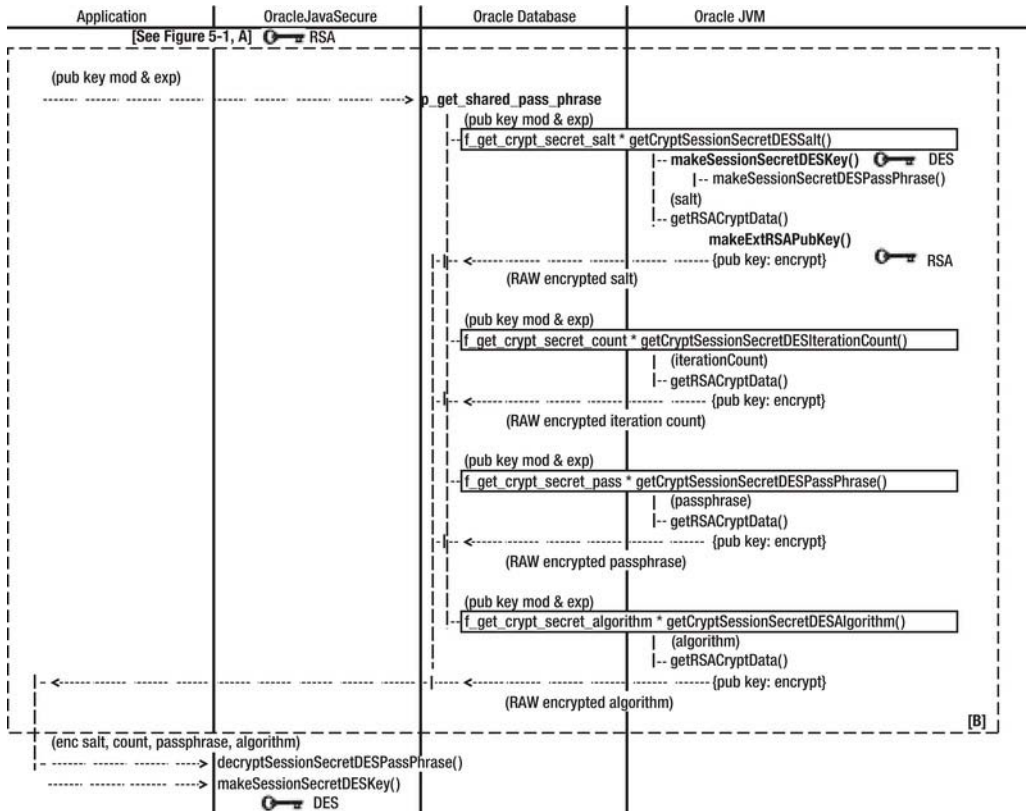 Application OracleJavaSecure Oracle Database Oracle JVM
[See Figure 5-1, A] RSA
(pub key mod & exp)
p_get_shared_pass_phrase
(pub key mod & exp)
f_get_crypt_secret_salt * getCryptSessionSecretDESSalt()
makeSessionSecretDESKey() DES
makeSessionSecretDESPassPhrase()
(salt)
getRSACryptData()
makeExtRSAPubKey()
{pub key: encrypt} RSA
(RAW encrypted salt)
(pub key mod & exp)
f_get_crypt_secret_count * getCryptSessionSecretDESIterationCount()
(iterationCount)
getRSACryptData()
{pub key: encrypt}
(RAW encrypted iteration count)
(pub key mod & exp)
f_get_crypt_secret_pass * getCryptSessionSecretDESPassPhrase()
(passphrase)
getRSACryptData()
{pub key: encrypt}
(RAW encrypted passphrase)
(pub key mod & exp)
f_get_crypt_secret_algorithm * getCryptSessionSecretDESAlgorithm()
(algorithm)
getRSACryptData()
{pub key: encrypt}
(RAW encrypted algorithm)
[B]
(enc salt, count, passphrase, algorithm)
decryptSessionSecretDESPassPhrase()
makeSessionSecretDESKey()
DES